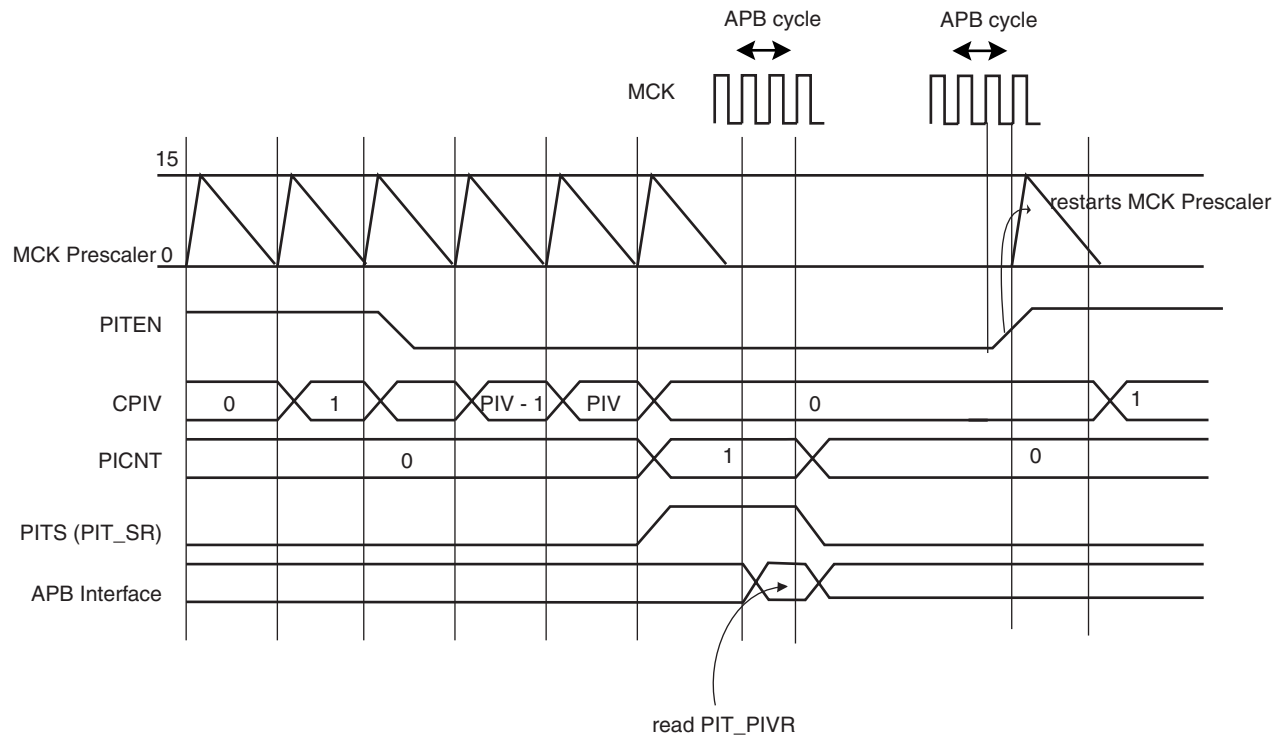 APB cycle
APB cycle
MCK
15
restarts MCK Prescaler
MCK Prescaler 0
PITEN
CPIV
0
1
PIV - 1
PIV
0
1
PICNT
0
1
0
PITS (PIT_SR)
APB Interface
read PIT_PIVR